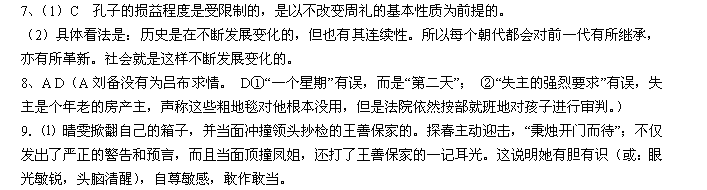 7、（1）C　孔子的损益程度是受限制的，是以不改变周礼的基本性质为前提的。
（2）具体看法是：历史是在不断发展变化的，但也有其连续性。所以每个朝代都会对前一代有所继承，
亦有所革新。社会就是这样不断发展变化的。
8、A D（A 刘备没有为吕布求情。 D①“一个星期”有误，而是“第二天”； ②“失主的强烈要求”有误，失
主是个年老的房产主，声称这些粗地毯对他根本没用，但是法院依然按部就班地对孩子进行审判。）
9.（1）晴雯掀翻自己的箱子，并当面冲撞领头抄检的王善保家的。探春主动迎击，“秉烛开门而待”；不仅
发出了严正的警告和预言，而且当面顶撞凤姐，还打了王善保家的一记耳光。这说明她有胆有识（或：眼
光敏锐，头脑清醒），自尊敏感，敢作敢当。